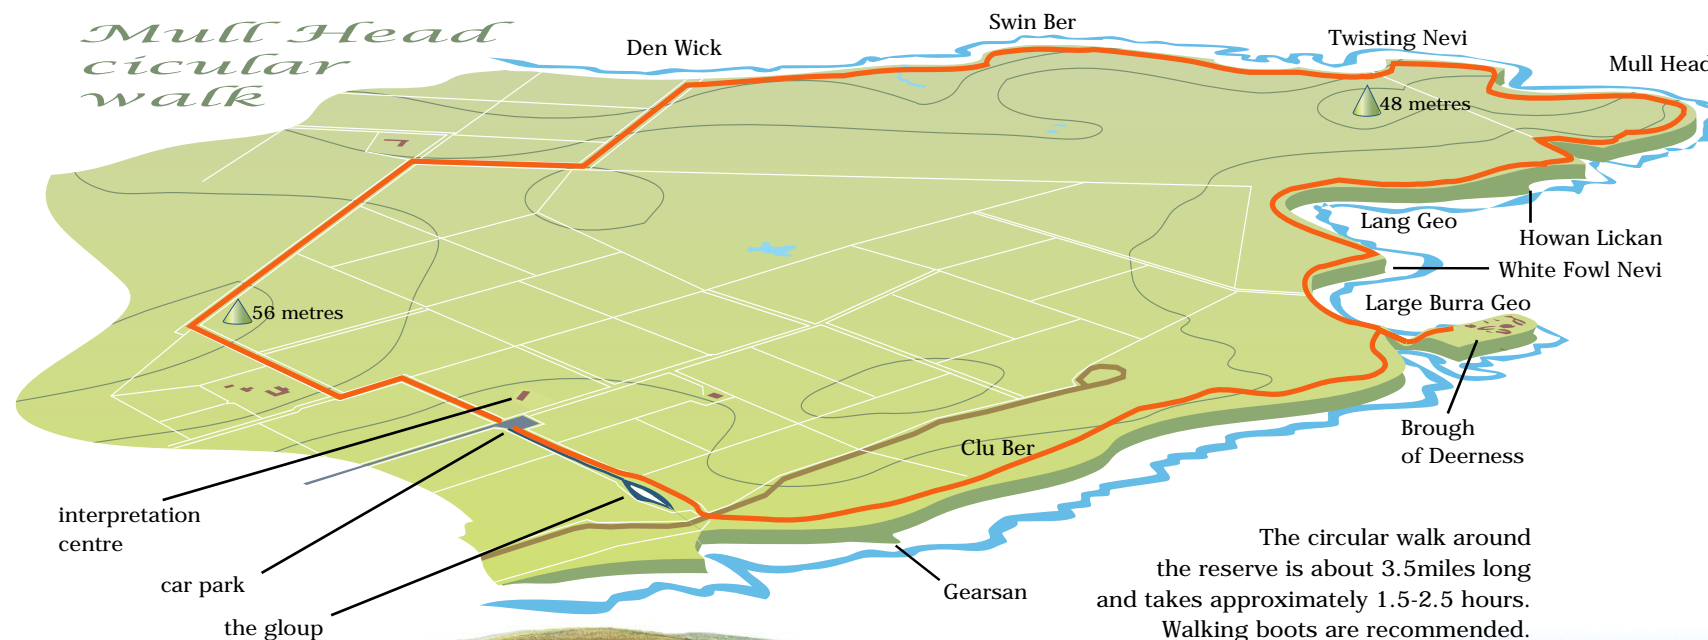 Mull Head
cicular
walk
Den Wick
Swin Ber
Twisting Nevi
Mull Head
48 metres
Lang Geo
Howan Lickan
White Fowl Nevi
Large Burra Geo
56 metres
Brough
of Deerness
Clu Ber
interpretation
centre
car park
the gloup
Gearsan
The circular walk around
the reserve is about 3.5miles long
and takes approximately 1.5-2.5 hours.
Walking boots are recommended.